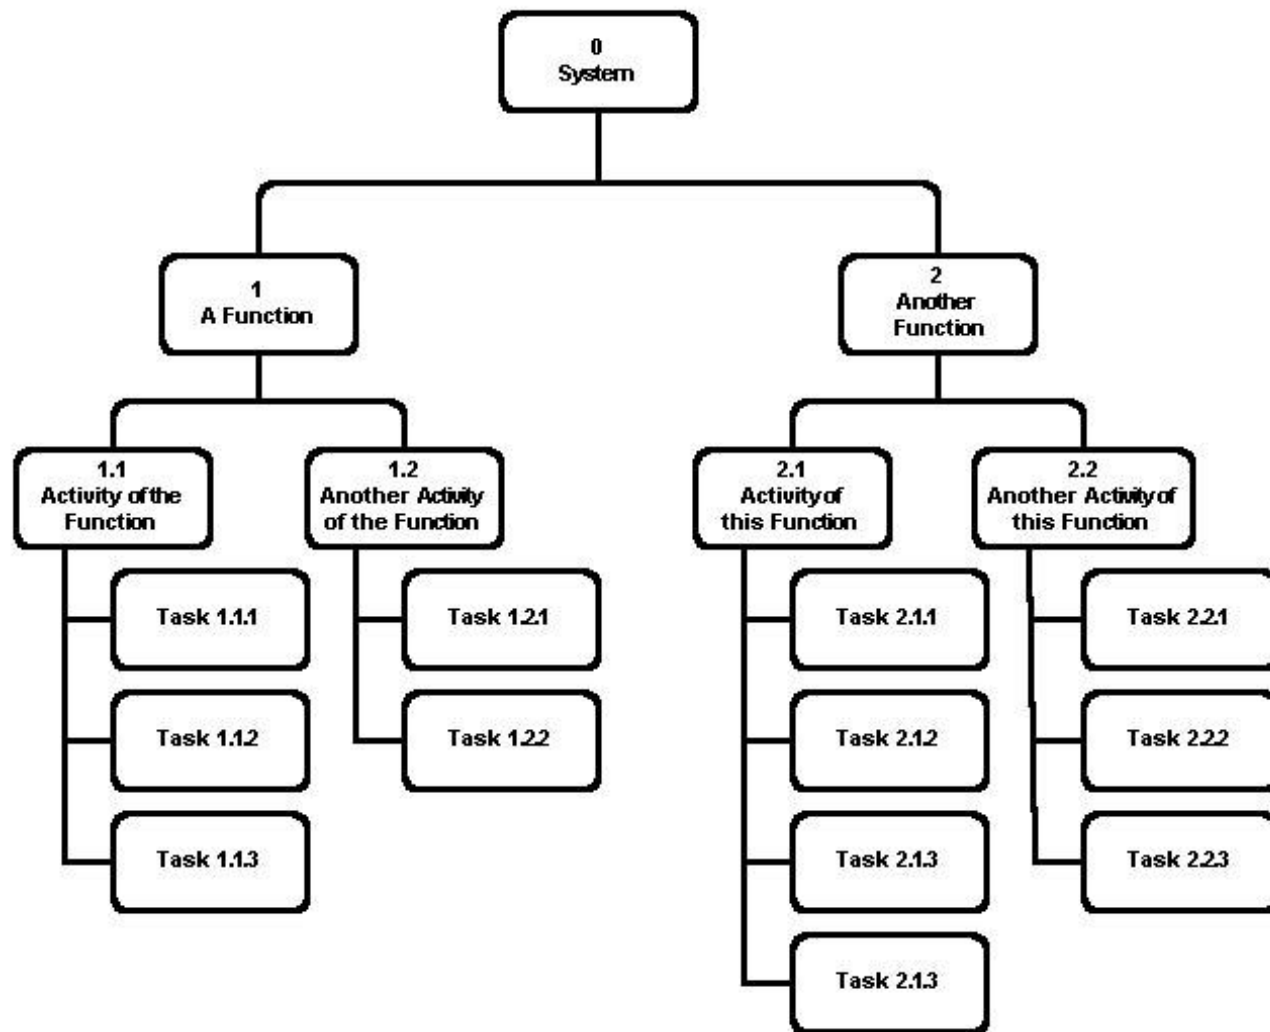 0
System
1
A Function
2
Another
Function
1.1
Activity of the
Function
1.2
Another Activity
of the Function
2.1
Activity of
this Function
2.2
Another Activity of
this Function
Task 1.1.1
Task 1.2.1
Task 2.1.1
Task 2.2.1
Task 1.1.2
Task 1.2.2
Task 2.1.2
Task 2.2.2
Task 1.1.3
Task 2.1.3
Task 2.2.3
Task 2.1.3